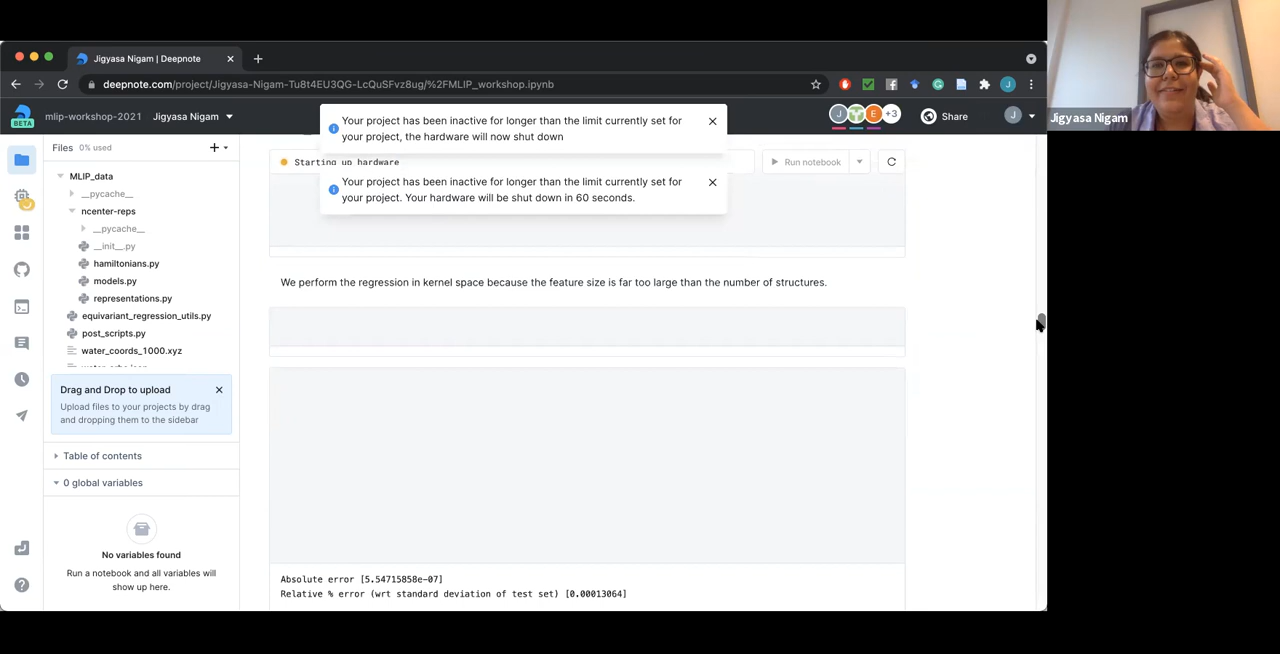 Jigyasa Nigam | Deepnote
deepnote.com/project/Jigyasa-Nigam-Tu8t4EU3QG-LcQuSFvz8ug/%2FMLIP_workshop.ipynb
BETA
mlip-workshop-2021
Jigyasa Nigam
J
E
+3
Share
J
Your project has been inactive for longer than the limit currently set for
your project, the hardware will now shut down
Your project has been inactive for longer than the limit currently set for
your project. Your hardware will be shut down in 60 seconds.
Files 0% used
Starting up hardware
Run notebook
MLIP_data
__pycache__
ncenter-reps
__pycache__
__init__.py
hamiltonians.py
models.py
representations.py
equivariant_regression_utils.py
post_scripts.py
water_coords_1000.xyz
Drag and Drop to upload
Upload files to your projects by drag
and dropping them to the sidebar
Table of contents
0 global variables
No variables found
Run a notebook and all variables will
show up here.
We perform the regression in kernel space because the feature size is far too large than the number of structures.
Absolute error [5.54715858e-07]
Relative % error (wrt standard deviation of test set) [0.00013064]
Jigyasa Nigam